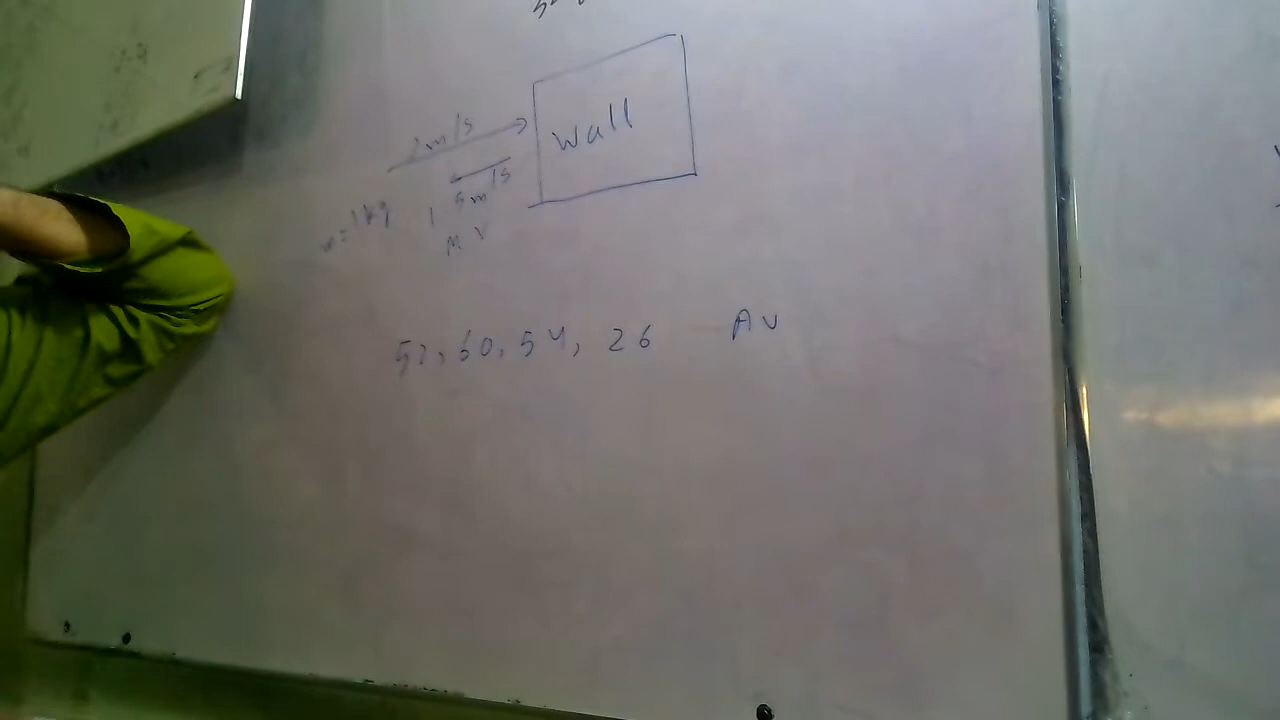 2m/s
wall
5m/s
m=1kg
M V
52, 60, 54, 26 AV